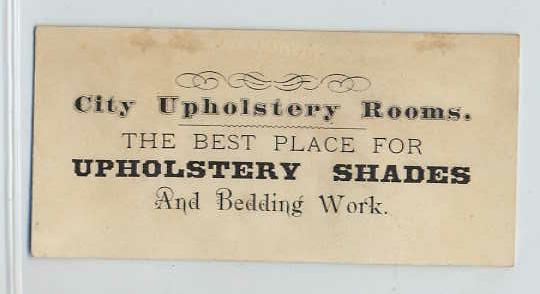 City Upholstery Rooms.
THE BEST PLACE FOR
UPHOLSTERY SHADES
And Bedding Work.